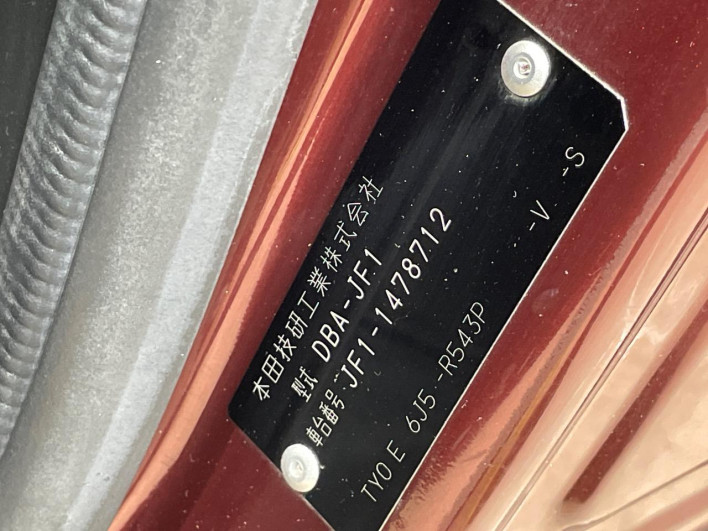 本田技研工業株式会社
型式 DBA-JF1
車台番号 JF1-1478712
TYO E 6J5-R543P -V -S